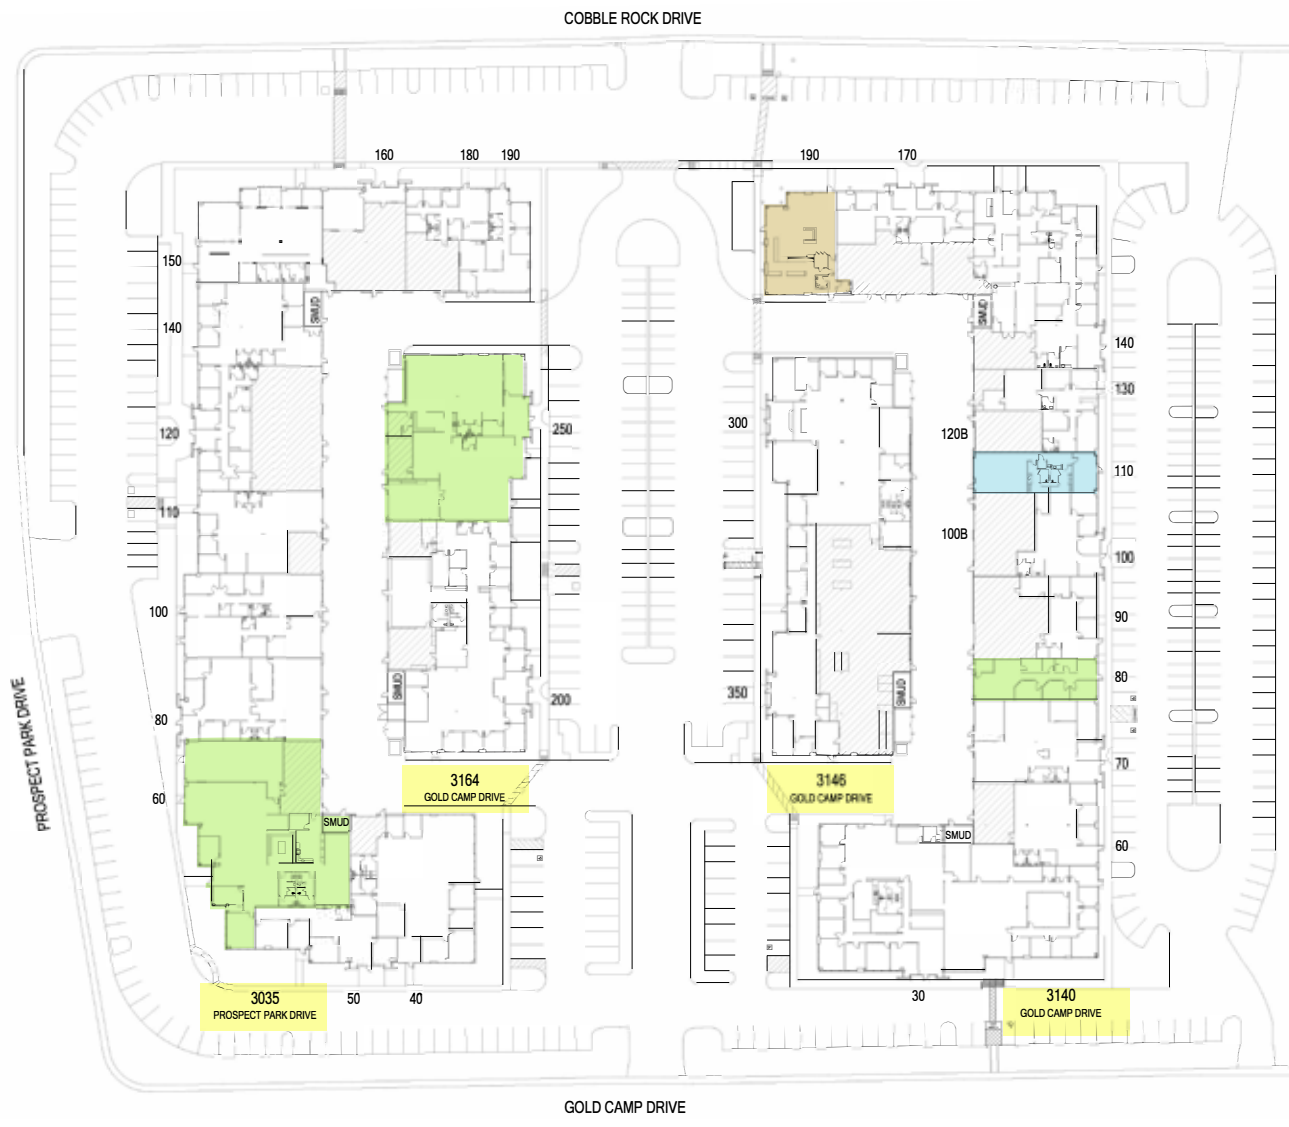 COBBLE ROCK DRIVE
160
180
190
190
170
150
SMUD
SMUD
140
140
130
120
250
300
120B
110
110
100B
100
100
90
SMUD
200
350
SMUD
80
80
PROSPECT PARK DRIVE
70
60
3164
GOLD CAMP DRIVE
3146
GOLD CAMP DRIVE
SMUD
SMUD
60
3035
PROSPECT PARK DRIVE
50
40
30
3140
GOLD CAMP DRIVE
GOLD CAMP DRIVE